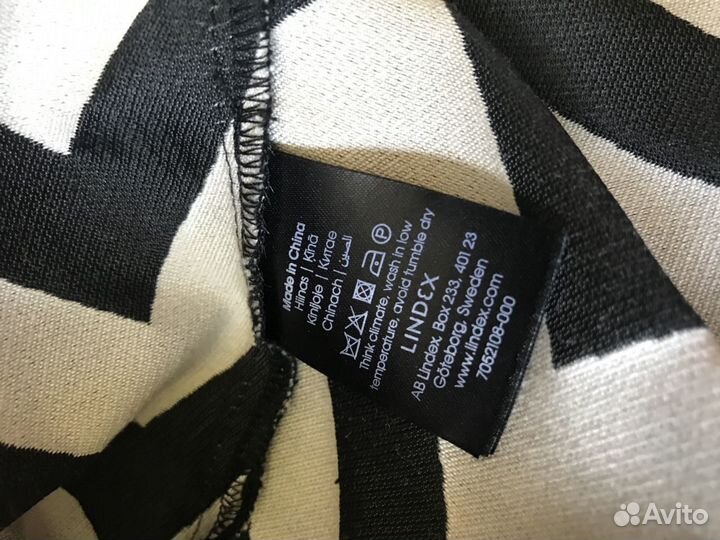 Made in China
Hiinas | Ķīnā
Kinijoje | Китае
Chinach | الصين
P
Think climate, wash in low
temperature, avoid tumble dry
LINDEX
AB Lindex, Box 233, 401 23
Göteborg, Sweden
www.lindex.com
7052108-000
Avito